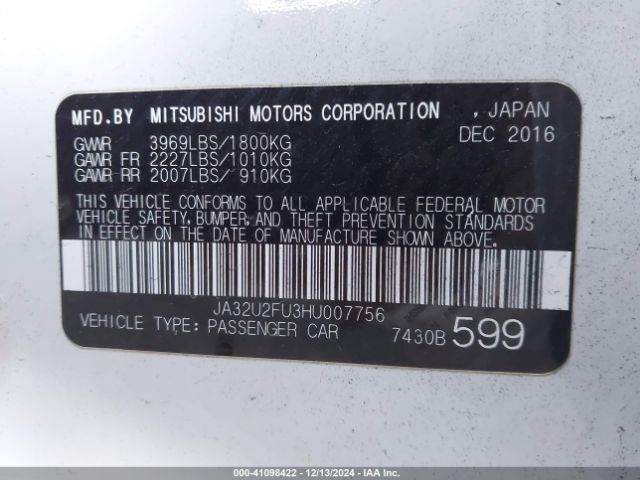 MFD.BY MITSUBISHI MOTORS CORPORATION , JAPAN
DEC 2016
GVWR 3969LBS/1800KG
GAWR FR 2227LBS/1010KG
GAWR RR 2007LBS/ 910KG
THIS VEHICLE CONFORMS TO ALL APPLICABLE FEDERAL MOTOR
VEHICLE SAFETY, BUMPER, AND THEFT PREVENTION STANDARDS
IN EFFECT ON THE DATE OF MANUFACTURE SHOWN ABOVE.
JA32U2FU3HU007756
VEHICLE TYPE: PASSENGER CAR 7430B 599
000-41098422 - 12/13/2024 - IAAI.COM